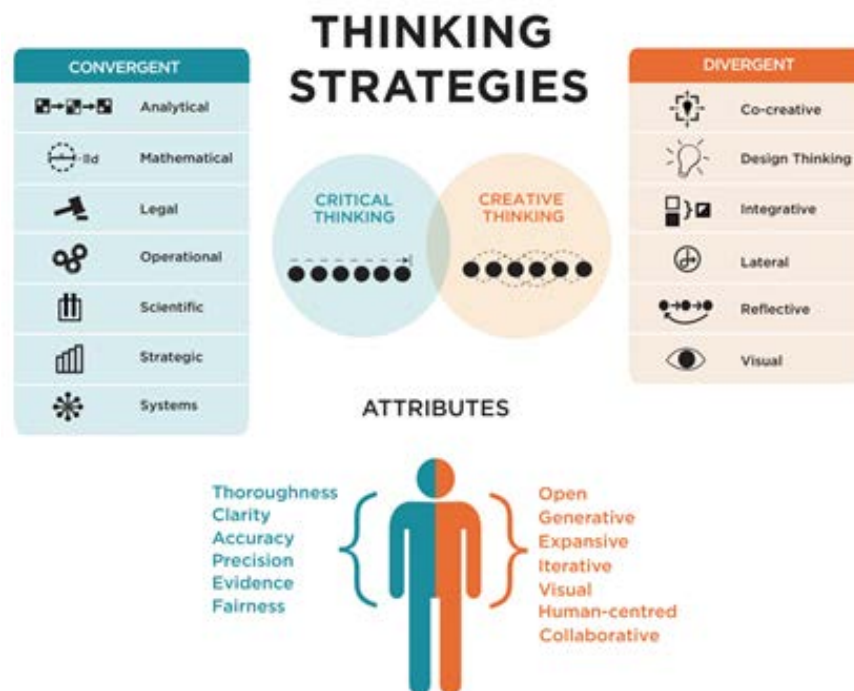 THINKING
STRATEGIES
CONVERGENT
Analytical
Mathematical
Legal
Operational
Scientific
Strategic
Systems
CRITICAL
THINKING
CREATIVE
THINKING
DIVERGENT
Co-creative
Design Thinking
Integrative
Lateral
Reflective
Visual
ATTRIBUTES
Thoroughness
Clarity
Accuracy
Precision
Evidence
Fairness
Open
Generative
Expansive
Iterative
Visual
Human-centred
Collaborative